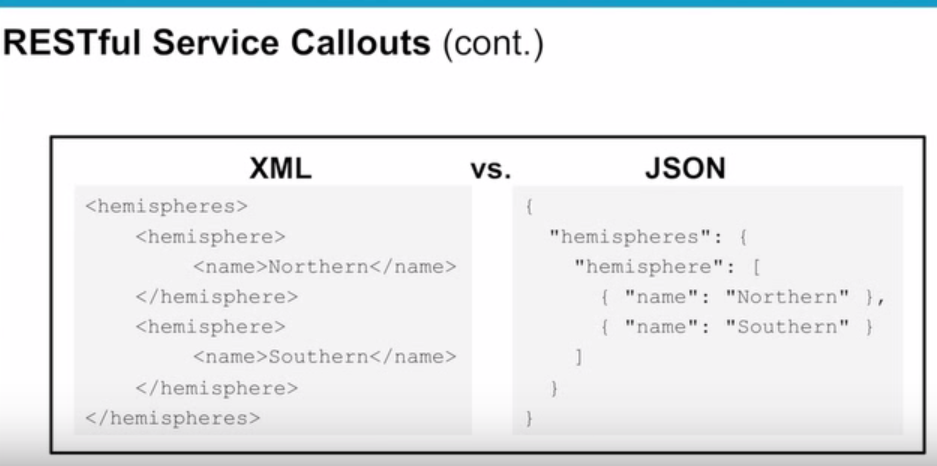 RESTful Service Callouts (cont.)
XML vs. JSON
<hemispheres>
<hemisphere>
<name>Northern</name>
</hemisphere>
<hemisphere>
<name>Southern</name>
</hemisphere>
</hemispheres>
{
"hemispheres": {
"hemisphere": [
{ "name": "Northern" },
{ "name": "Southern" }
]
}
}